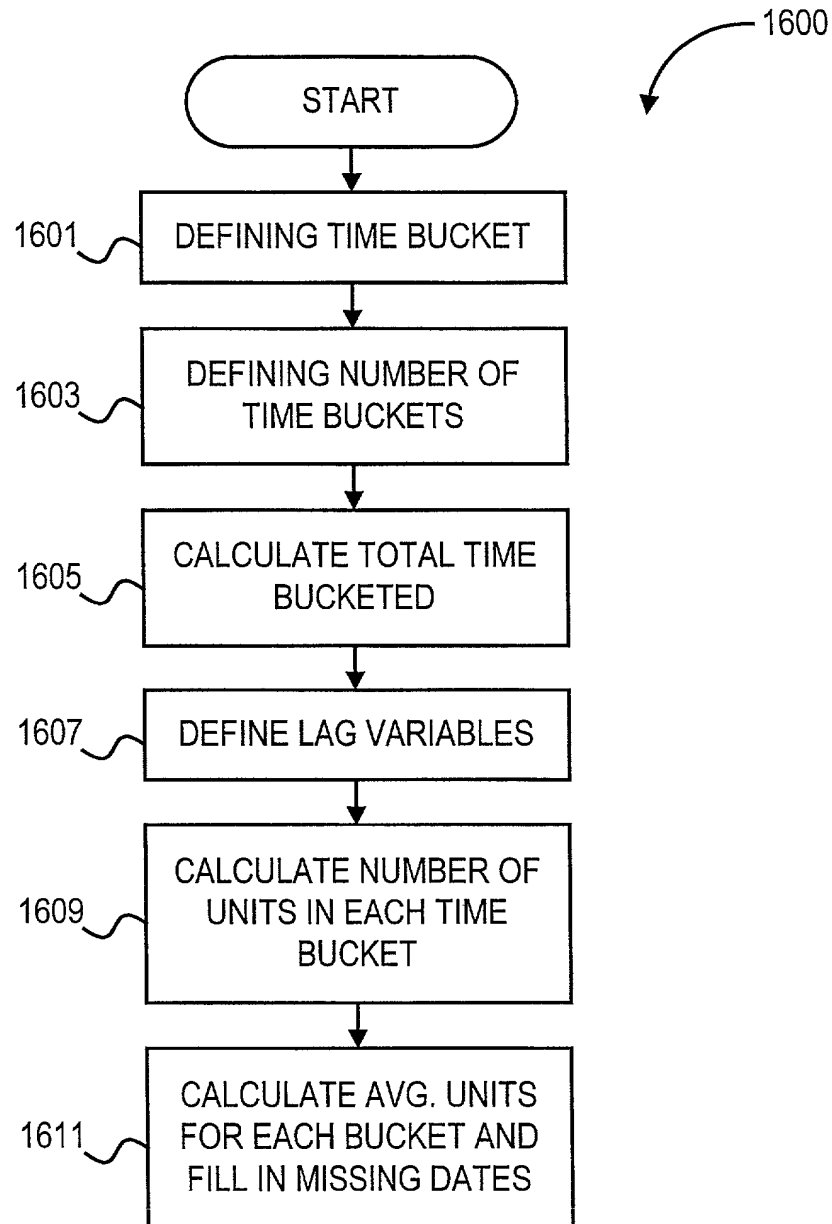 1600
START
1601
DEFINING TIME BUCKET
1603
DEFINING NUMBER OF
TIME BUCKETS
1605
CALCULATE TOTAL TIME
BUCKETED
1607
DEFINE LAG VARIABLES
1609
CALCULATE NUMBER OF
UNITS IN EACH TIME
BUCKET
1611
CALCULATE AVG. UNITS
FOR EACH BUCKET AND
FILL IN MISSING DATES